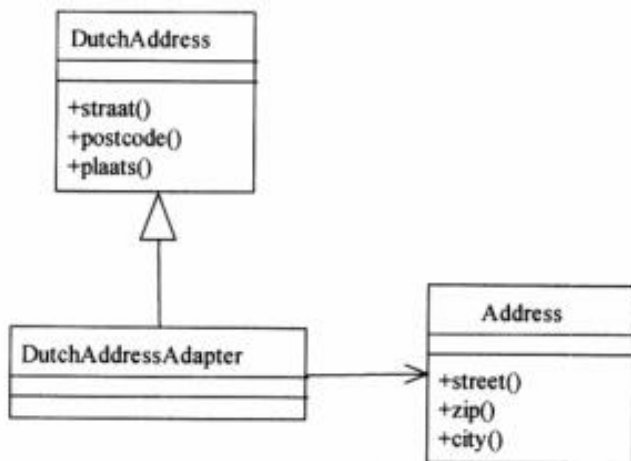 DutchAddress
+straat()
+postcode()
+plaats()
DutchAddressAdapter
Address
+street()
+zip()
+city()